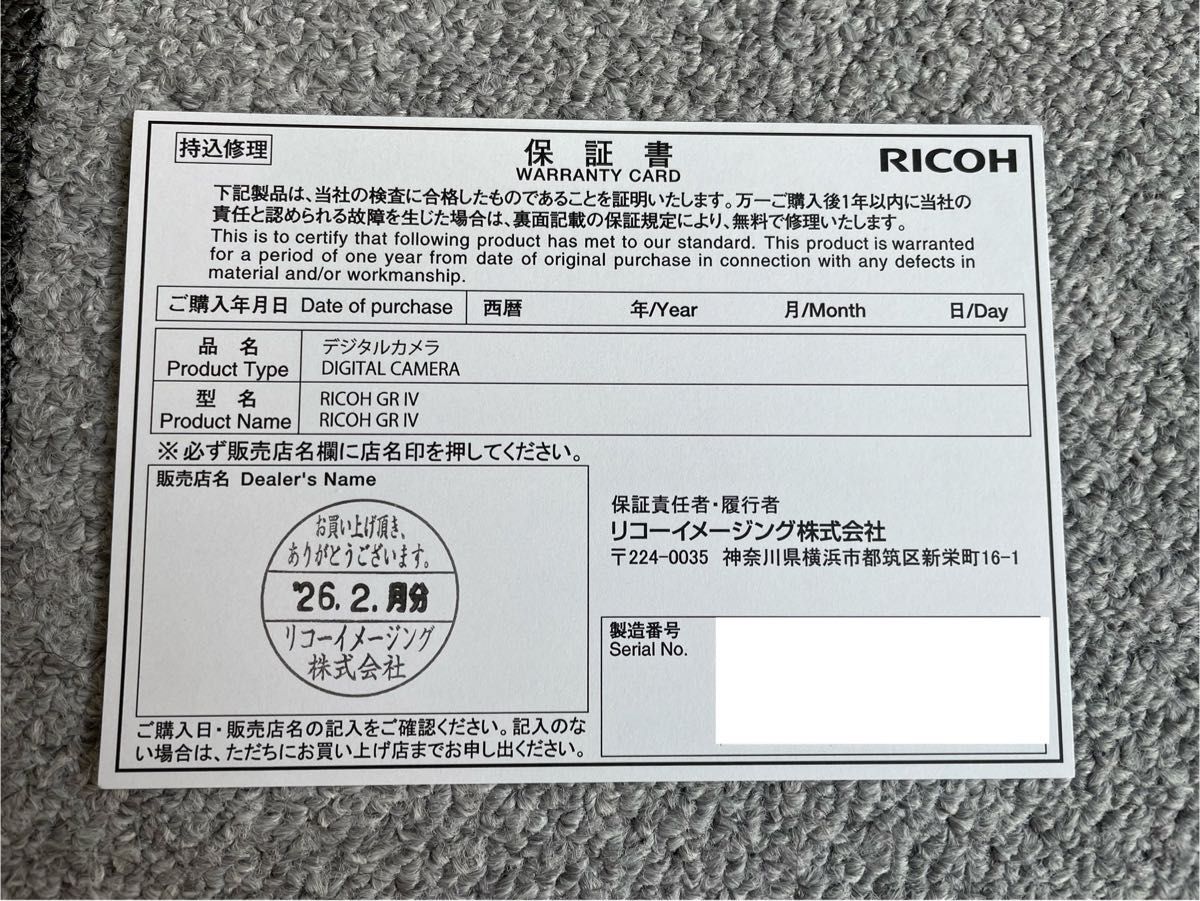 持込修理
保証書
WARRANTY CARD
RICOH
下記製品は、当社の検査に合格したものであることを証明いたします。万一ご購入後1年以内に当社の
責任と認められる故障を生じた場合は、裏面記載の保証規定により、無料で修理いたします。
This is to certify that following product has met to our standard. This product is warranted
for a period of one year from date of original purchase in connection with any defects in
material and/or workmanship.
ご購入年月日 Date of purchase 西暦 年/Year 月/Month 日/Day
品名 デジタルカメラ
Product Type DIGITAL CAMERA
型名 RICOH GR IV
Product Name RICOH GR IV
※必ず販売店名欄に店名印を押してください。
販売店名 Dealer's Name
お買い上げ頂き、
ありがとうございます。
'26.2.月分
リコーイメージング
株式会社
保証責任者・履行者
リコーイメージング株式会社
〒224-0035 神奈川県横浜市都筑区新栄町16-1
製造番号
Serial No.
ご購入日・販売店名の記入をご確認ください。記入のな
い場合は、ただちにお買い上げ店までお申し出ください。